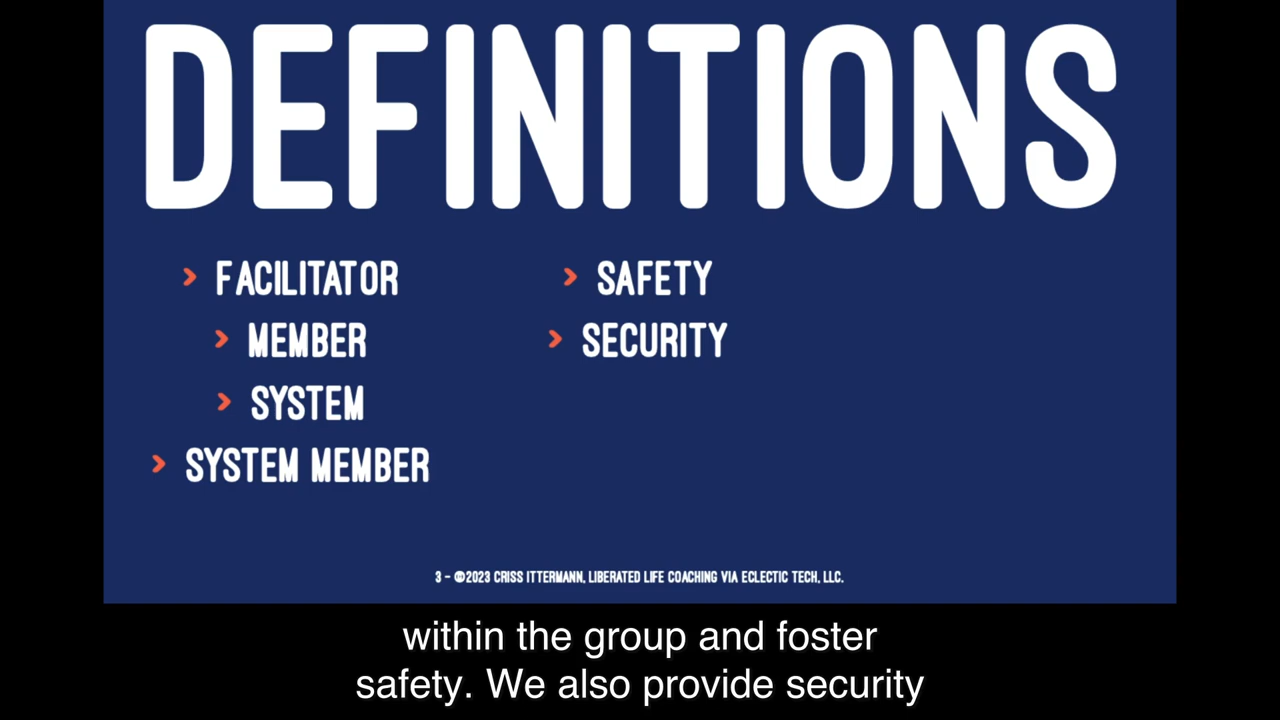 DEFINITIONS
> FACILITATOR
> MEMBER
> SYSTEM
> SYSTEM MEMBER
> SAFETY
> SECURITY
3 - ©2023 CRISS ITTERMANN, LIBERATED LIFE COACHING VIA ECLECTIC TECH, LLC.
within the group and foster
safety. We also provide security